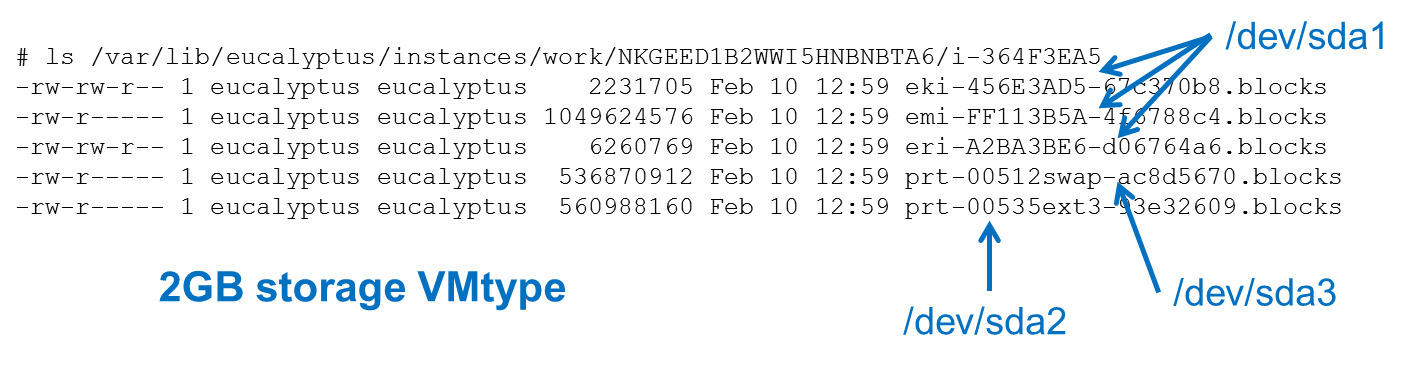 /dev/sda1
# ls /var/lib/eucalyptus/instances/work/NKGEED1B2WWI5HNBNBTA6/i-364F3EA5
-rw-rw-r-- 1 eucalyptus eucalyptus    2231705 Feb 10 12:59 eki-456E3AD5-67c370b8.blocks
-rw-r----- 1 eucalyptus eucalyptus 1049624576 Feb 10 12:59 emi-FF113B5A-4f6788c4.blocks
-rw-rw-r-- 1 eucalyptus eucalyptus    6260769 Feb 10 12:59 eri-A2BA3BE6-d06764a6.blocks
-rw-r----- 1 eucalyptus eucalyptus  536870912 Feb 10 12:59 prt-00512swap-ac8d5670.blocks
-rw-r----- 1 eucalyptus eucalyptus  560988160 Feb 10 12:59 prt-00535ext3-93e32609.blocks
2GB storage VMtype
/dev/sda3
/dev/sda2